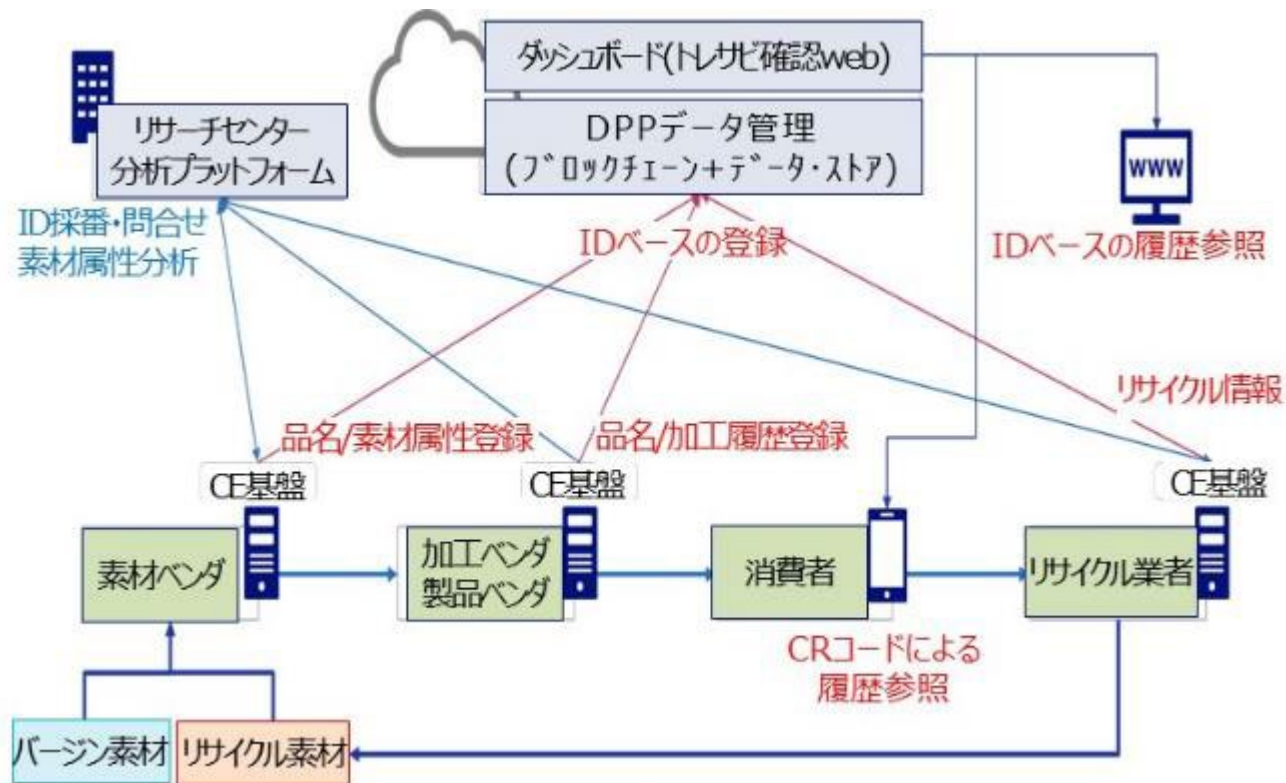 ダッシュボード(トレサビ確認web)
DPPデータ管理
(ブロックチェーン+データ・ストア)
リサーチセンター
分析プラットフォーム
WWW
ID採番・問合せ
素材属性分析
IDベースの登録
IDベースの履歴参照
リサイクル情報
品名/素材属性登録
品名/加工履歴登録
CE基盤
CE基盤
CE基盤
素材ベンダ
加工ベンダ
製品ベンダ
消費者
リサイクル業者
CRコードによる
履歴参照
バージン素材
リサイクル素材